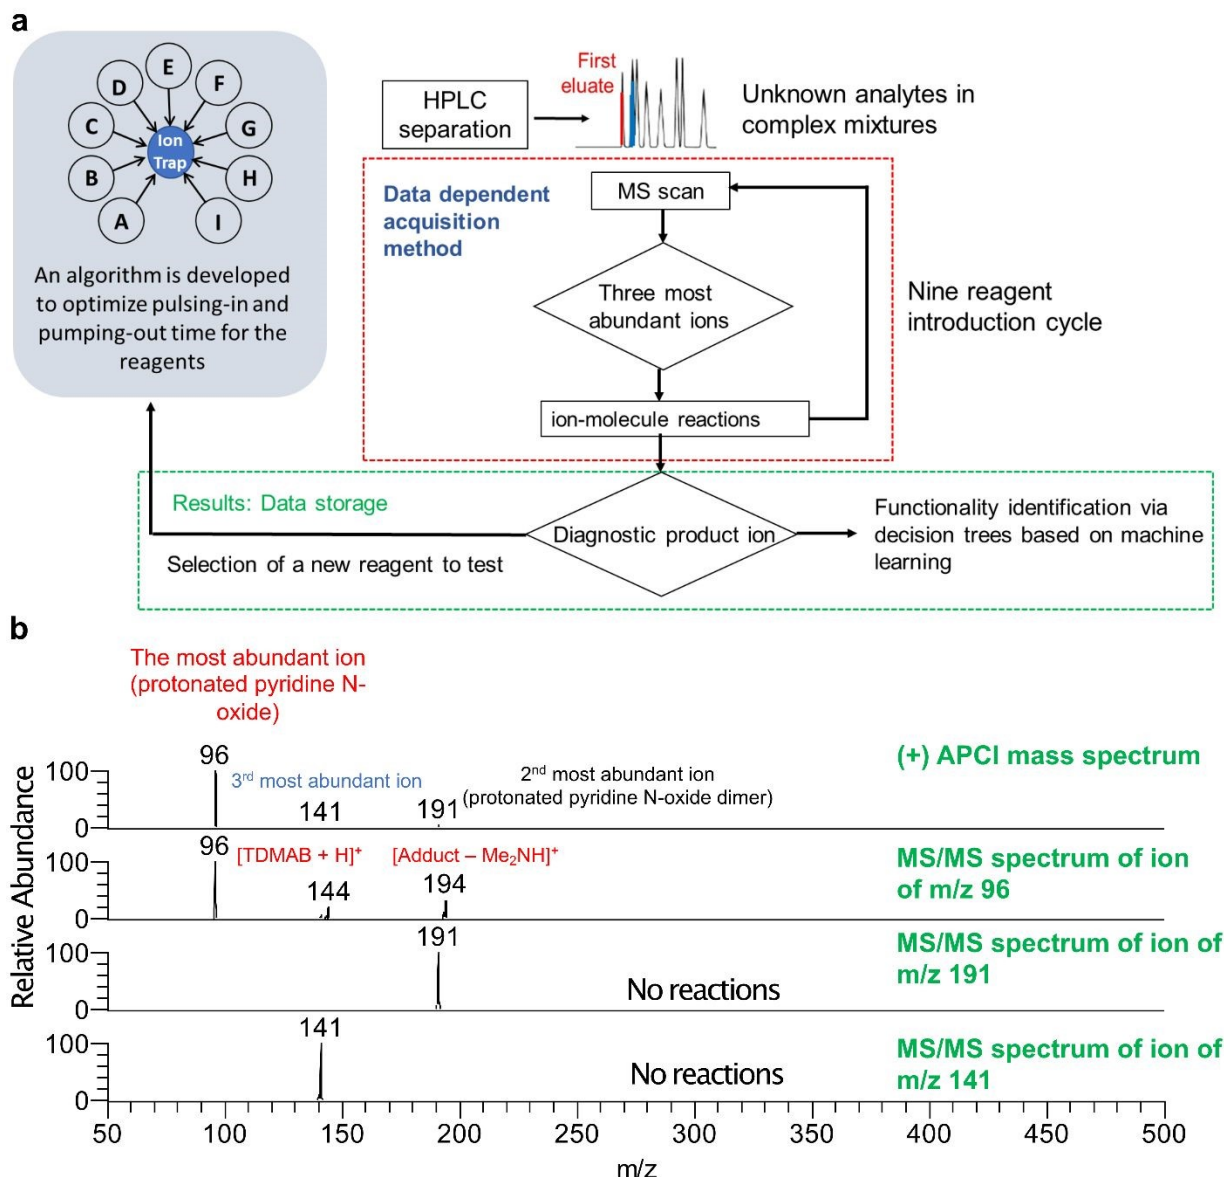 a
E
D
F
C
G
Ion
Trap
B
H
A
I
An algorithm is developed
to optimize pulsing-in and
pumping-out time for the
reagents
HPLC
separation
First
eluate
Unknown analytes in
complex mixtures
Data dependent
acquisition
method
MS scan
Three most
abundant ions
ion-molecule reactions
Nine reagent
introduction cycle
Results: Data storage
Diagnostic product ion
Selection of a new reagent to test
Functionality identification via
decision trees based on machine
learning
b
The most abundant ion
(protonated pyridine N-
oxide)
(+) APCI mass spectrum
96
3rd most abundant ion
141
2nd most abundant ion
(protonated pyridine N-oxide dimer)
191
100
0
MS/MS spectrum of ion
of m/z 96
96
[TDMAB + H]+
144
[Adduct – Me2NH]+
194
100
0
MS/MS spectrum of ion of
m/z 191
191
No reactions
100
0
MS/MS spectrum of ion of
m/z 141
141
No reactions
100
0
Relative Abundance
50 100 150 200 250 300 350 400 450 500
m/z